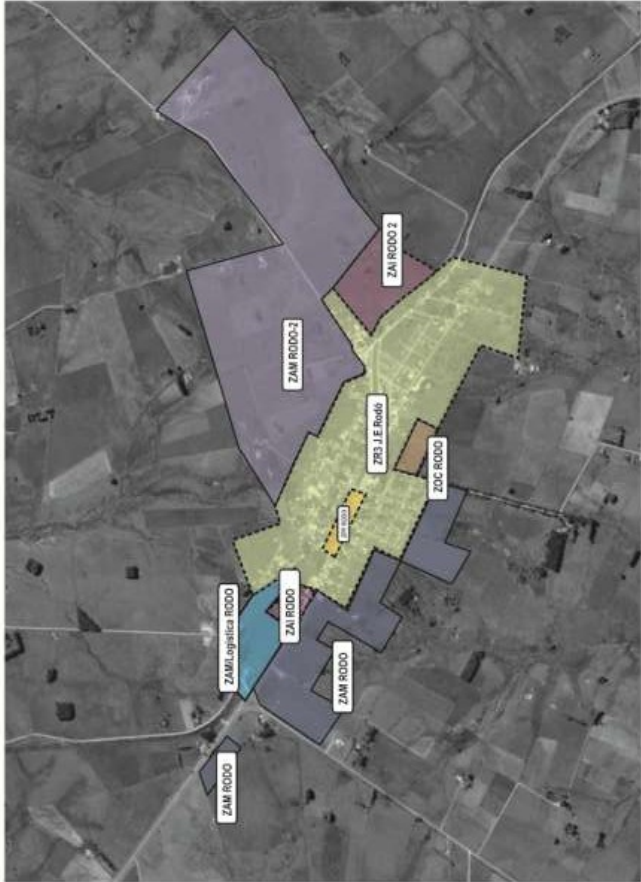 ZAM RODO
ZAM/Logística RODO
ZAI RODO
ZAM RODO-2
ZAM RODO
ZR3 J.E.Rodó
ZAI RODO 2
ZOC RODO